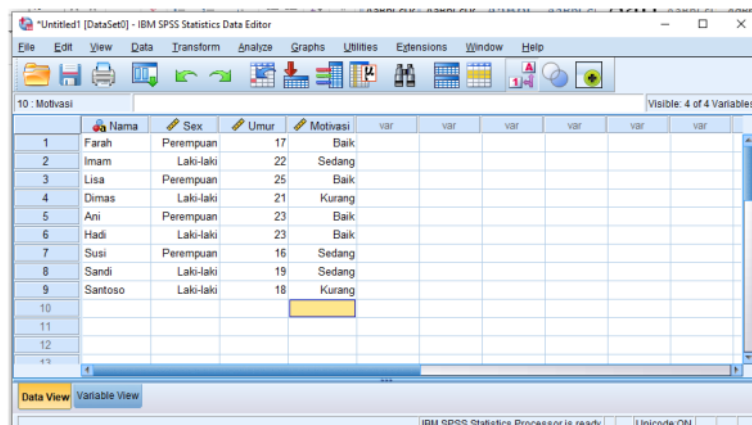 *Untitled1 [DataSet0] - IBM SPSS Statistics Data Editor
File Edit View Data Transform Analyze Graphs Utilities Extensions Window Help
10 : Motivasi Visible: 4 of 4 Variables
Nama Sex Umur Motivasi var var var var var var
1 Farah Perempuan 17 Baik
2 Imam Laki-laki 22 Sedang
3 Lisa Perempuan 25 Baik
4 Dimas Laki-laki 21 Kurang
5 Ani Perempuan 23 Baik
6 Hadi Laki-laki 23 Baik
7 Susi Perempuan 16 Sedang
8 Sandi Laki-laki 19 Sedang
9 Santoso Laki-laki 18 Kurang
10
11
12
13
Data View Variable View
IBM SPSS Statistics Processor is ready Unicode:ON